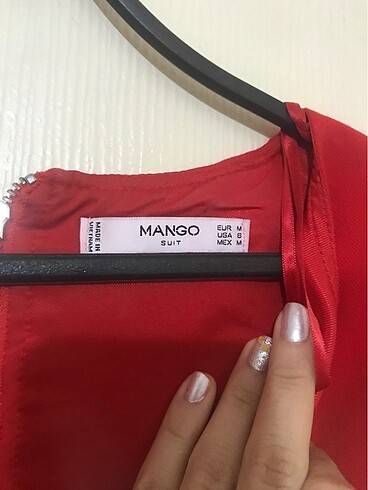 MADE IN
VIETNAM
MANGO
SUIT
EUR M
USA 6
MEX M